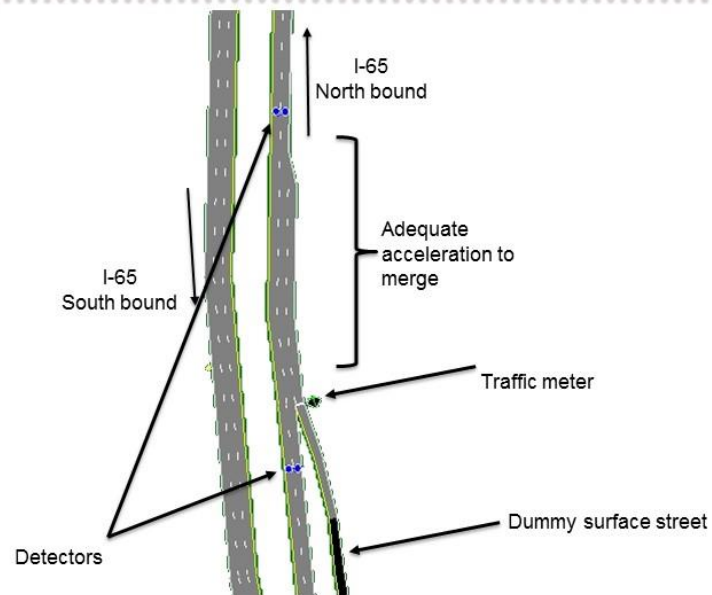 I-65
North bound
Adequate
acceleration to
merge
I-65
South bound
Traffic meter
Dummy surface street
Detectors